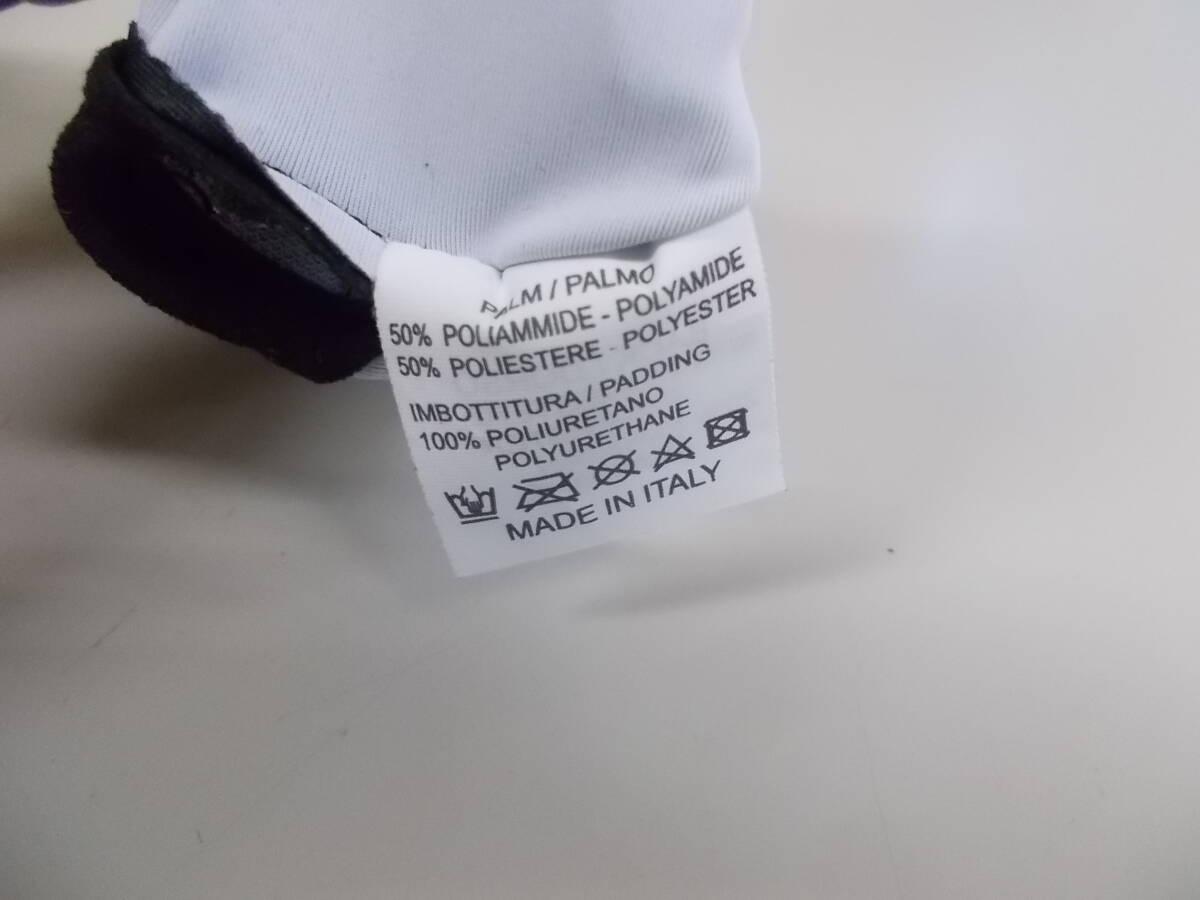 PALM / PALMO
50% POLIAMMIDE - POLYAMIDE
50% POLIESTERE - POLYESTER
IMBOTTITURA / PADDING
100% POLIURETANO
POLYURETHANE
MADE IN ITALY